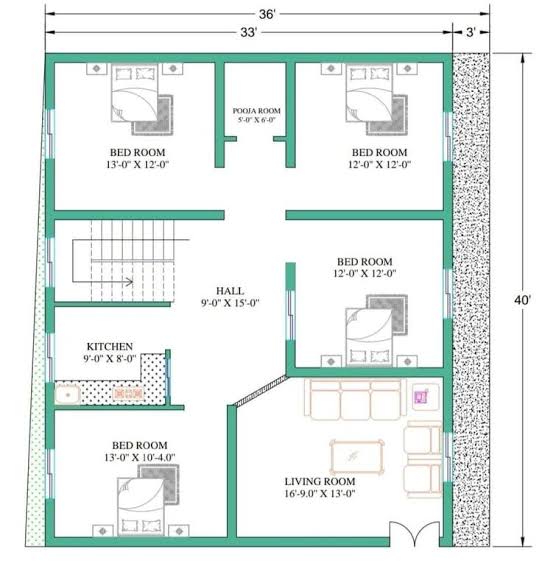 36'
33'
3'
POOJA ROOM
5'-0" X 6'-0"
BED ROOM
13'-0" X 12'-0"
BED ROOM
12'-0" X 12'-0"
BED ROOM
12'-0" X 12'-0"
HALL
9'-0" X 15'-0"
40'
KITCHEN
9'-0" X 8'-0"
BED ROOM
13'-0" X 10'-4.0"
LIVING ROOM
16'-9.0" X 13'-0"